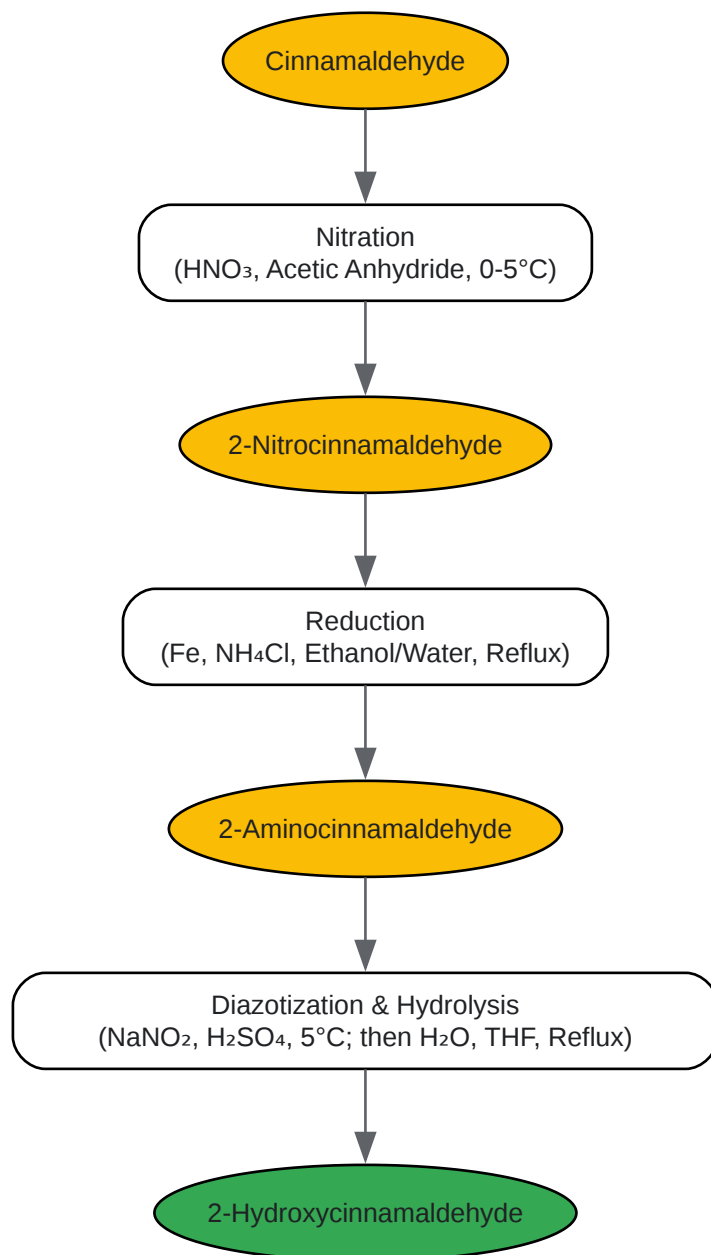 Cinnamaldehyde
Nitration
(HNO₃, Acetic Anhydride, 0-5°C)
2-Nitrocinnamaldehyde
Reduction
(Fe, NH₄Cl, Ethanol/Water, Reflux)
2-Aminocinnamaldehyde
Diazotization & Hydrolysis
(NaNO₂, H₂SO₄, 5°C; then H₂O, THF, Reflux)
2-Hydroxycinnamaldehyde